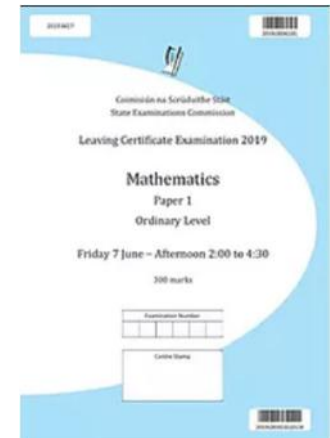 Coimisiún na Scrúduithe Stáit
State Examinations Commission
Leaving Certificate Examination 2019
Mathematics
Paper 1
Ordinary Level
Friday 7 June – Afternoon 2:00 to 4:30
300 marks
Examination Number
Centre Stamp